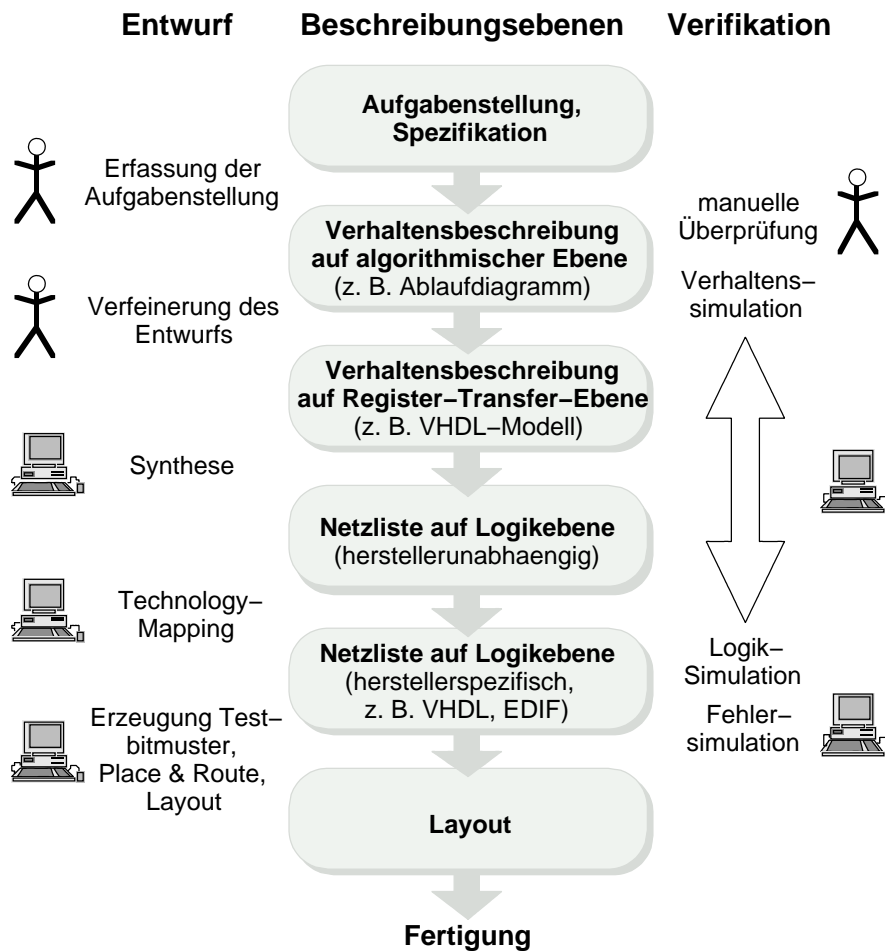 Entwurf Beschreibungsebenen Verifikation
Aufgabenstellung,
Spezifikation
Erfassung der
Aufgabenstellung
manuelle
Überprüfung
Verhaltensbeschreibung
auf algorithmischer Ebene
(z. B. Ablaufdiagramm)
Verhaltens−
simulation
Verfeinerung des
Entwurfs
Verhaltensbeschreibung
auf Register−Transfer−Ebene
(z. B. VHDL−Modell)
Synthese
Netzliste auf Logikebene
(herstellerunabhaengig)
Technology−
Mapping
Netzliste auf Logikebene
(herstellerspezifisch,
z. B. VHDL, EDIF)
Logik−
Simulation
Fehler−
simulation
Erzeugung Test−
bitmuster,
Place & Route,
Layout
Layout
Fertigung